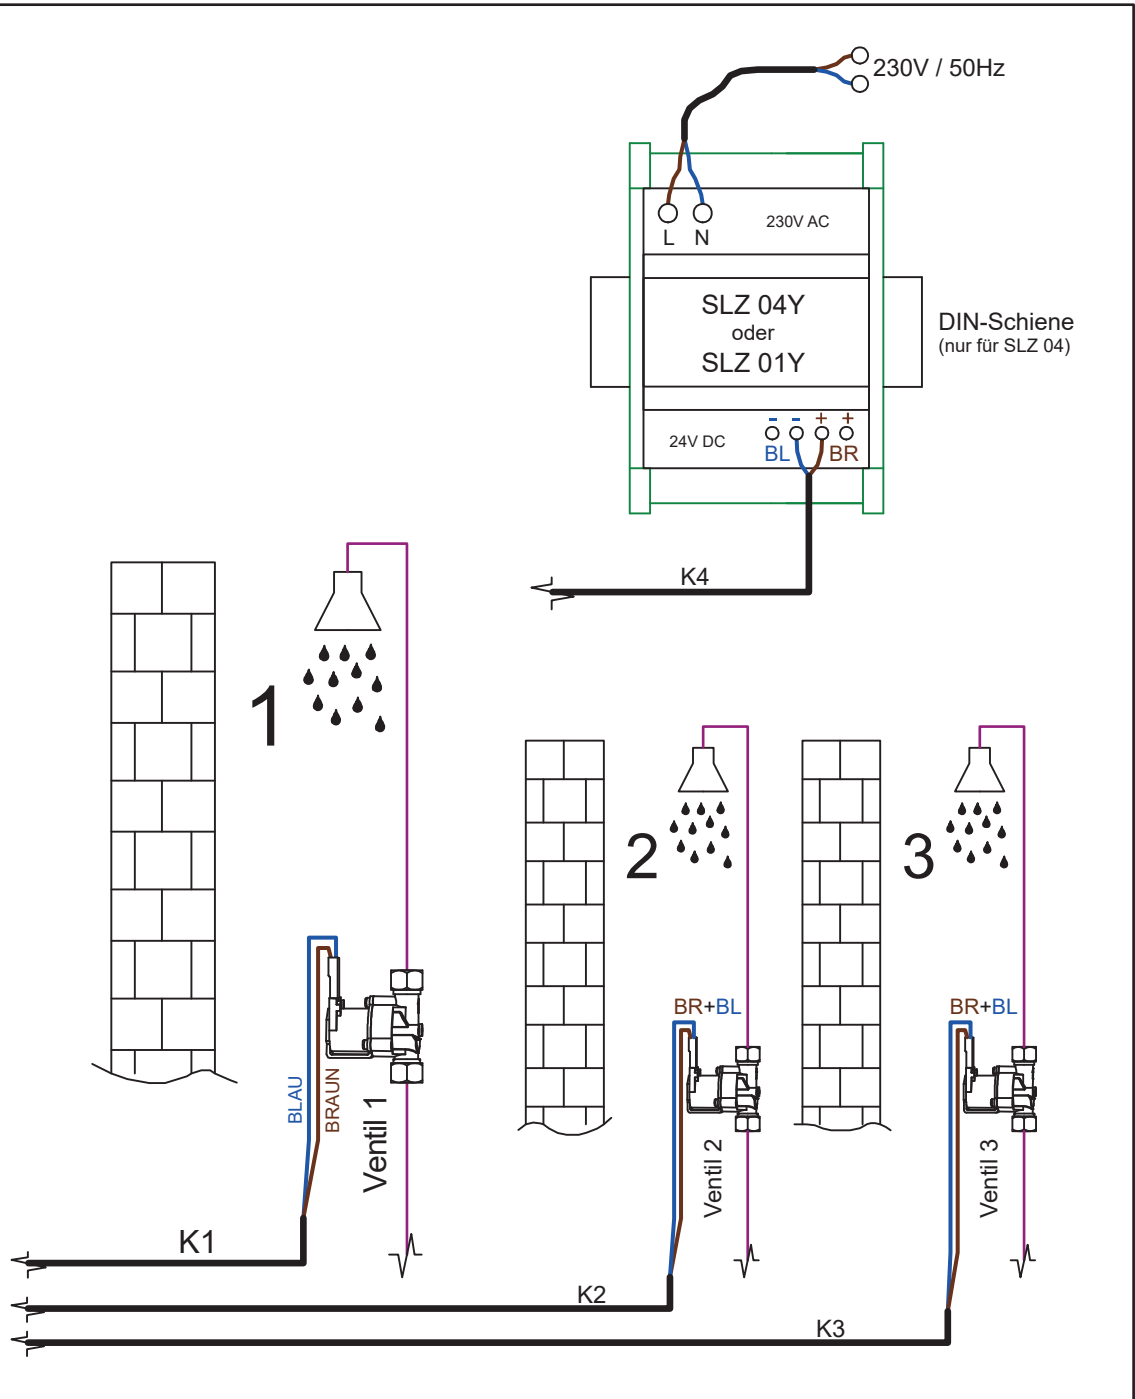 230V / 50Hz
L N
230V AC
SLZ 04Y
oder
SLZ 01Y
DIN-Schiene
(nur für SLZ 04)
- - + +
24V DC
BL BR
K4
1
2
3
BR+BL
BR+BL
BLAU
BRAUN
Ventil 1
Ventil 2
Ventil 3
K1
K2
K3